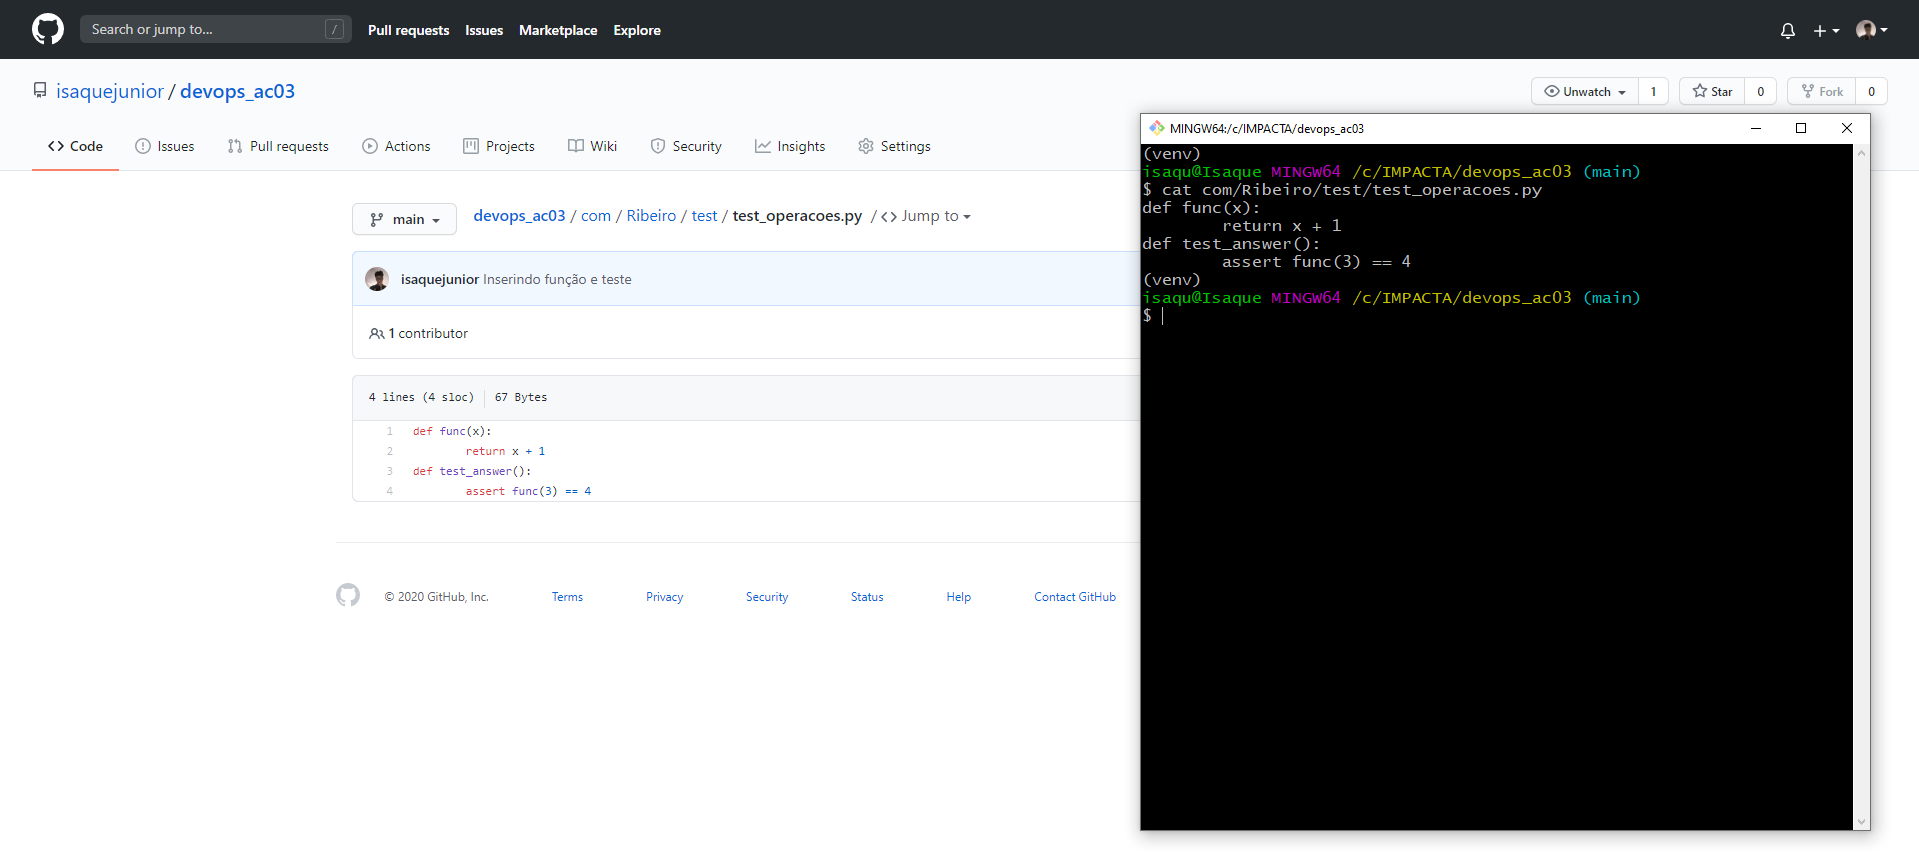 Search or jump to... /
Pull requests Issues Marketplace Explore
isaquejunior / devops_ac03
Unwatch 1 Star 0 Fork 0
Code Issues Pull requests Actions Projects Wiki Security Insights Settings
main devops_ac03 / com / Ribeiro / test / test_operacoes.py / <> Jump to
isaquejunior Inserindo função e teste
1 contributor
4 lines (4 sloc) 67 Bytes
1 def func(x):
2 return x + 1
3 def test_answer():
4 assert func(3) == 4
© 2020 GitHub, Inc. Terms Privacy Security Status Help Contact GitHub
MINGW64:/c/IMPACTA/devops_ac03
(venv)
isaqu@Isaque MINGW64 /c/IMPACTA/devops_ac03 (main)
$ cat com/Ribeiro/test/test_operacoes.py
def func(x):
return x + 1
def test_answer():
assert func(3) == 4
(venv)
isaqu@Isaque MINGW64 /c/IMPACTA/devops_ac03 (main)
$